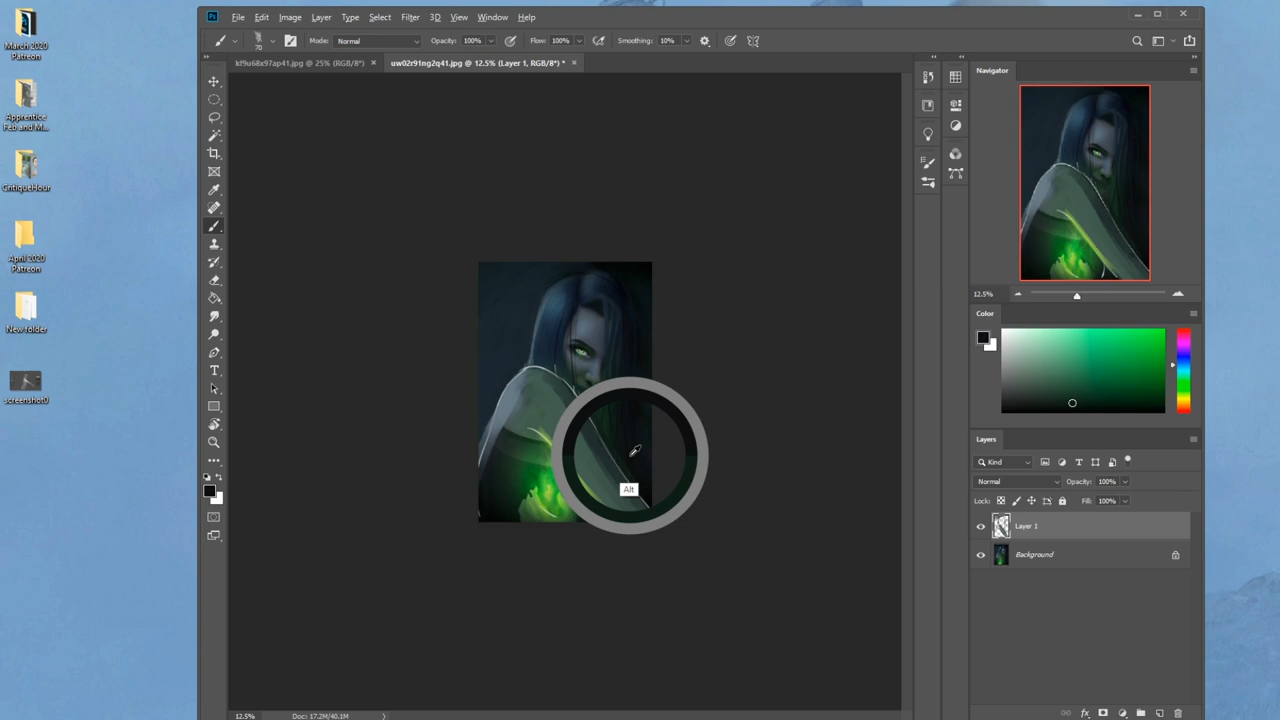 March 2020
Patreon
Apprentice
Feb and M...
CritiqueHour
April 2020
Patreon
New folder
screenshot0
Ps
File Edit Image Layer Type Select Filter 3D View Window Help
70
Mode: Normal Opacity: 100% Flow: 100% Smoothing: 10%
kf9u68x97ap41.jpg @ 25% (RGB/8*) × uw02r91ng2q41.jpg @ 12.5% (Layer 1, RGB/8*) * ×
Alt
12.5% Doc: 17.2M/40.1M
Navigator
12.5%
Color
Layers
Kind
Normal Opacity: 100%
Lock: Fill: 100%
Layer 1
Background